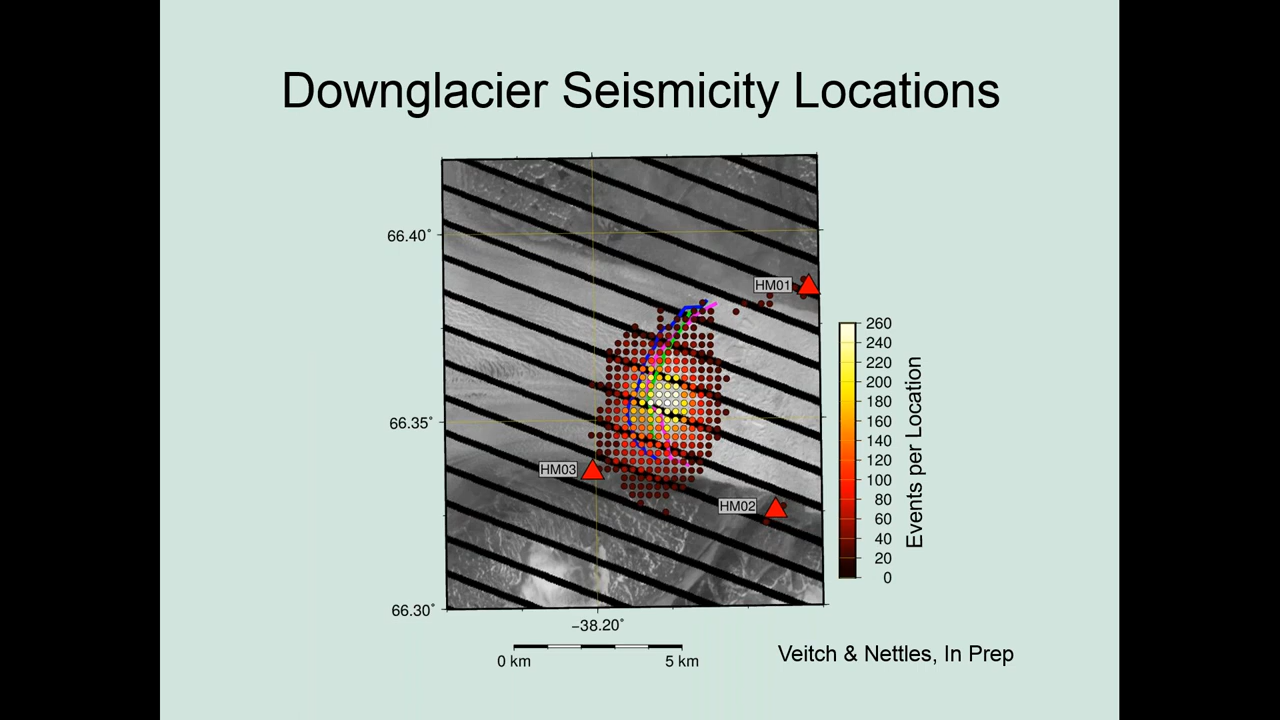 Downglacier Seismicity Locations
66.40°
66.35°
66.30°
−38.20°
HM01
HM03
HM02
0 km
5 km
260
240
220
200
180
160
140
120
100
80
60
40
20
0
Events per Location
Veitch & Nettles, In Prep